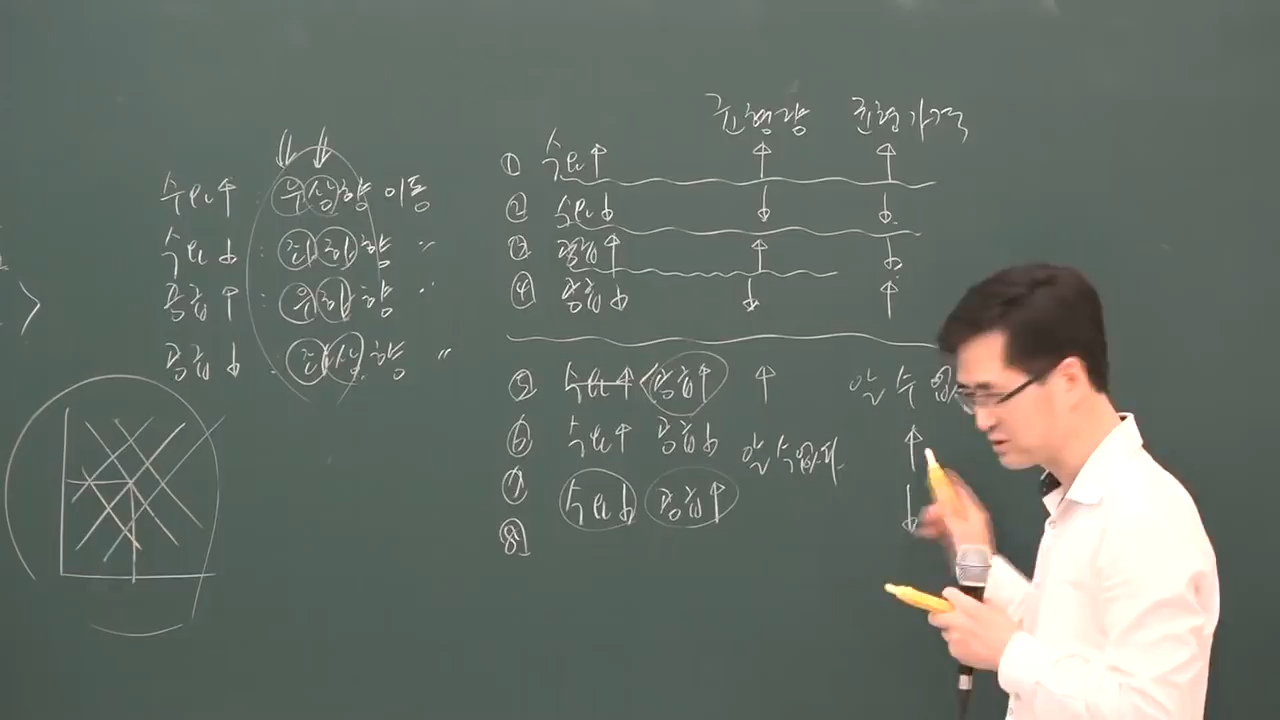 수요↑ : 우상향 이동
수요↓ : 좌하향 〃
공급↑ : 우하향 〃
공급↓ : 좌상향 〃
균형량 균형가격
① 수요↑ ↑ ↑
② 수요↓ ↓ ↓
③ 공급↑ ↑ ↓
④ 공급↓ ↓ ↑
⑤ 수요↑ < 공급↑ ↑ 알 수 없
⑥ 수요↑ 공급↓ 알 수 없다 ↑
⑦ 수요↓ 공급↑ ↓
⑧